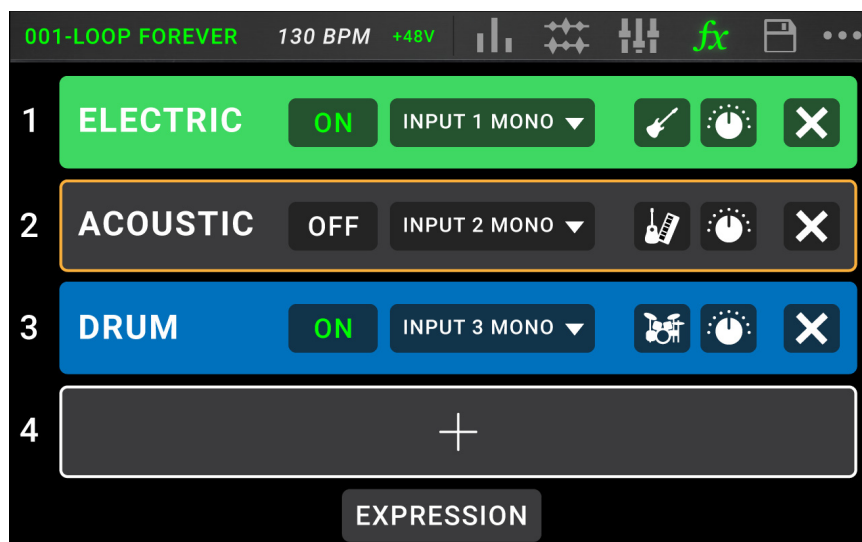 001-LOOP FOREVER 130 BPM +48V fx
1 ELECTRIC ON INPUT 1 MONO
2 ACOUSTIC OFF INPUT 2 MONO
3 DRUM ON INPUT 3 MONO
4
EXPRESSION